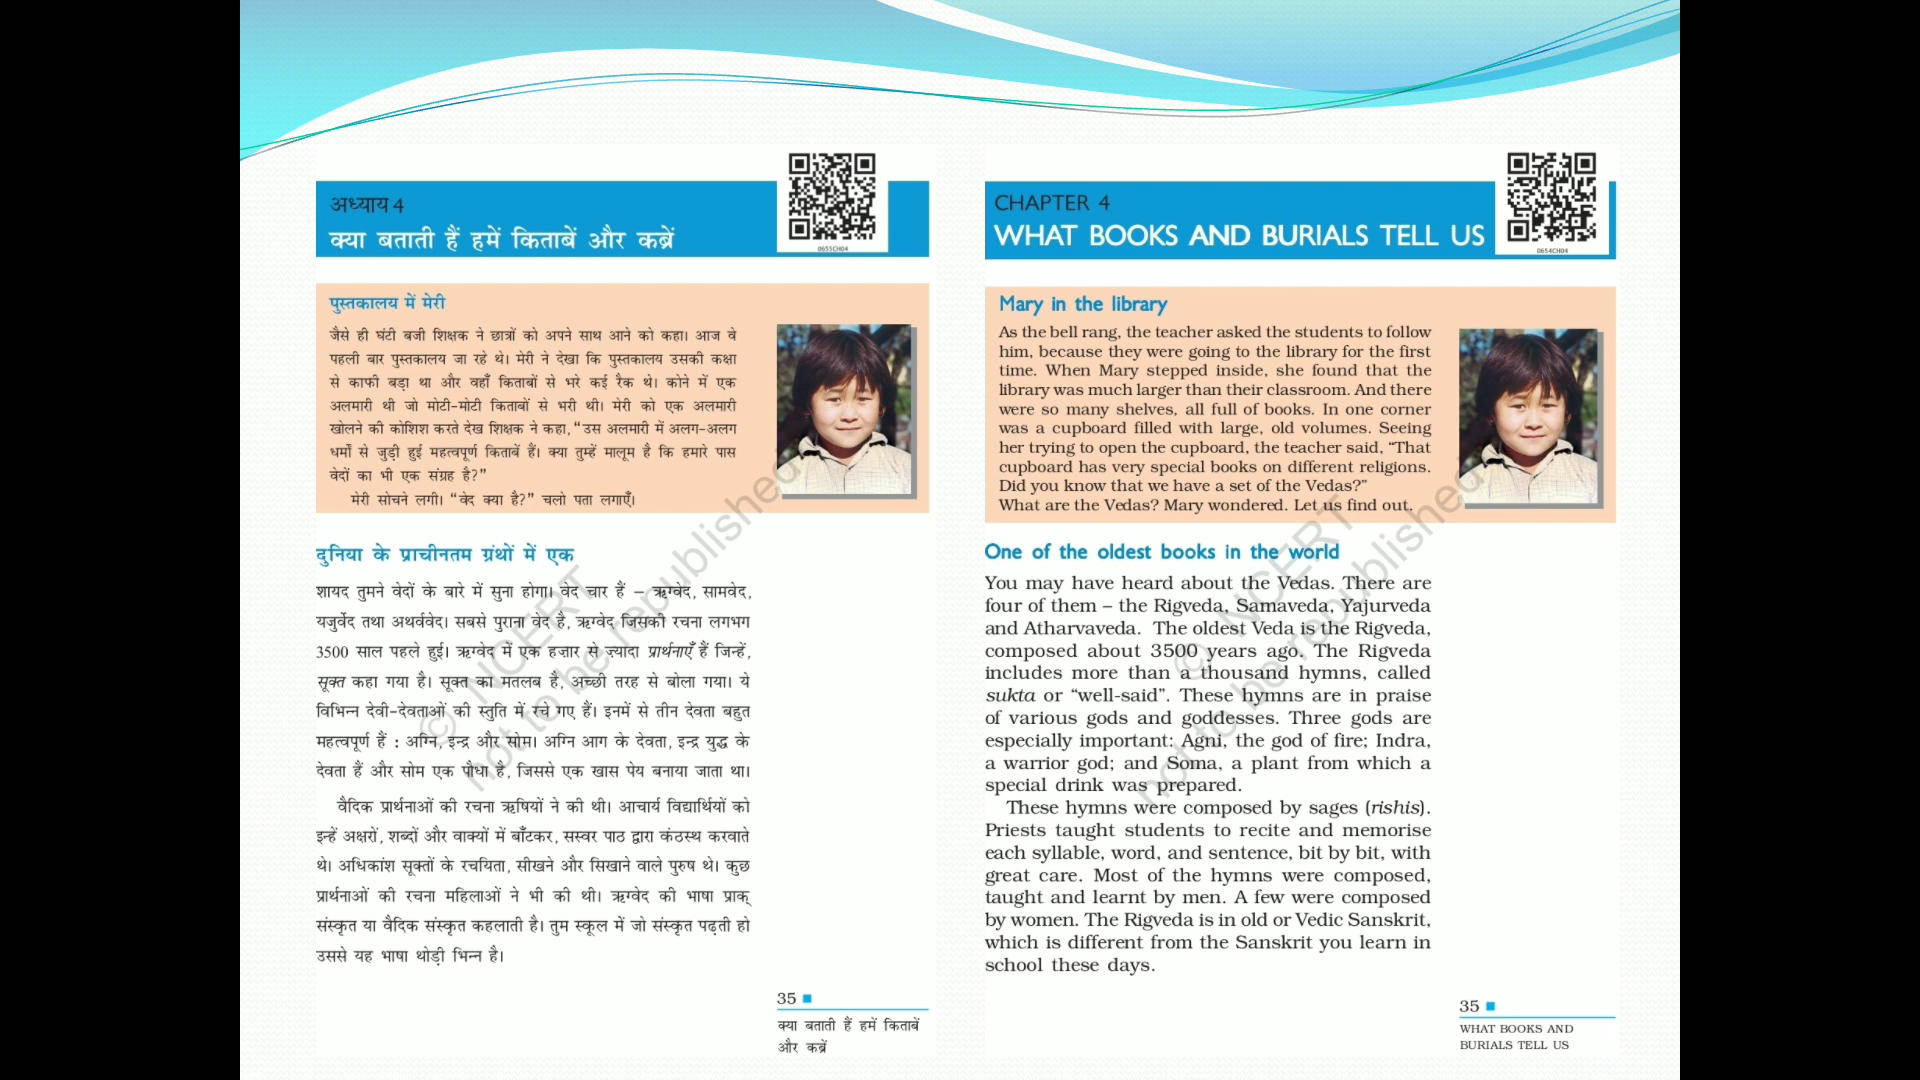 अध्याय 4
क्या बताती हैं हमें किताबें और कब्रें
0655CH04
पुस्तकालय में मेरी
जैसे ही घंटी बजी शिक्षक ने छात्रों को अपने साथ आने को कहा। आज वे
पहली बार पुस्तकालय जा रहे थे। मेरी ने देखा कि पुस्तकालय उसकी कक्षा
से काफी बड़ा था और वहाँ किताबों से भरे कई रैक थे। कोने में एक
अलमारी थी जो मोटी-मोटी किताबों से भरी थी। मेरी को एक अलमारी
खोलने की कोशिश करते देख शिक्षक ने कहा, “उस अलमारी में अलग-अलग
धर्मों से जुड़ी हुई महत्वपूर्ण किताबें हैं। क्या तुम्हें मालूम है कि हमारे पास
वेदों का भी एक संग्रह है?”
मेरी सोचने लगी। “वेद क्या है?” चलो पता लगाएँ।
दुनिया के प्राचीनतम ग्रंथों में एक
शायद तुमने वेदों के बारे में सुना होगा। वेद चार हैं – ऋग्वेद, सामवेद,
यजुर्वेद तथा अथर्ववेद। सबसे पुराना वेद है, ऋग्वेद जिसकी रचना लगभग
3500 साल पहले हुई। ऋग्वेद में एक हज़ार से ज़्यादा प्रार्थनाएँ हैं जिन्हें,
सूक्त कहा गया है। सूक्त का मतलब है, अच्छी तरह से बोला गया। ये
विभिन्न देवी-देवताओं की स्तुति में रचे गए हैं। इनमें से तीन देवता बहुत
महत्वपूर्ण हैं : अग्नि, इन्द्र और सोम। अग्नि आग के देवता, इन्द्र युद्ध के
देवता हैं और सोम एक पौधा है, जिससे एक खास पेय बनाया जाता था।
वैदिक प्रार्थनाओं की रचना ऋषियों ने की थी। आचार्य विद्यार्थियों को
इन्हें अक्षरों, शब्दों और वाक्यों में बाँटकर, सस्वर पाठ द्वारा कंठस्थ करवाते
थे। अधिकांश सूक्तों के रचयिता, सीखने और सिखाने वाले पुरुष थे। कुछ
प्रार्थनाओं की रचना महिलाओं ने भी की थी। ऋग्वेद की भाषा प्राक्
संस्कृत या वैदिक संस्कृत कहलाती है। तुम स्कूल में जो संस्कृत पढ़ती हो
उससे यह भाषा थोड़ी भिन्न है।
35
क्या बताती हैं हमें किताबें
और कब्रें
© NCERT
not to be republished
CHAPTER 4
WHAT BOOKS AND BURIALS TELL US
0654CH04
Mary in the library
As the bell rang, the teacher asked the students to follow
him, because they were going to the library for the first
time. When Mary stepped inside, she found that the
library was much larger than their classroom. And there
were so many shelves, all full of books. In one corner
was a cupboard filled with large, old volumes. Seeing
her trying to open the cupboard, the teacher said, “That
cupboard has very special books on different religions.
Did you know that we have a set of the Vedas?”
What are the Vedas? Mary wondered. Let us find out.
One of the oldest books in the world
You may have heard about the Vedas. There are
four of them – the Rigveda, Samaveda, Yajurveda
and Atharvaveda. The oldest Veda is the Rigveda,
composed about 3500 years ago. The Rigveda
includes more than a thousand hymns, called
sukta or “well-said”. These hymns are in praise
of various gods and goddesses. Three gods are
especially important: Agni, the god of fire; Indra,
a warrior god; and Soma, a plant from which a
special drink was prepared.
These hymns were composed by sages (rishis).
Priests taught students to recite and memorise
each syllable, word, and sentence, bit by bit, with
great care. Most of the hymns were composed,
taught and learnt by men. A few were composed
by women. The Rigveda is in old or Vedic Sanskrit,
which is different from the Sanskrit you learn in
school these days.
35
WHAT BOOKS AND
BURIALS TELL US
© NCERT
not to be republished